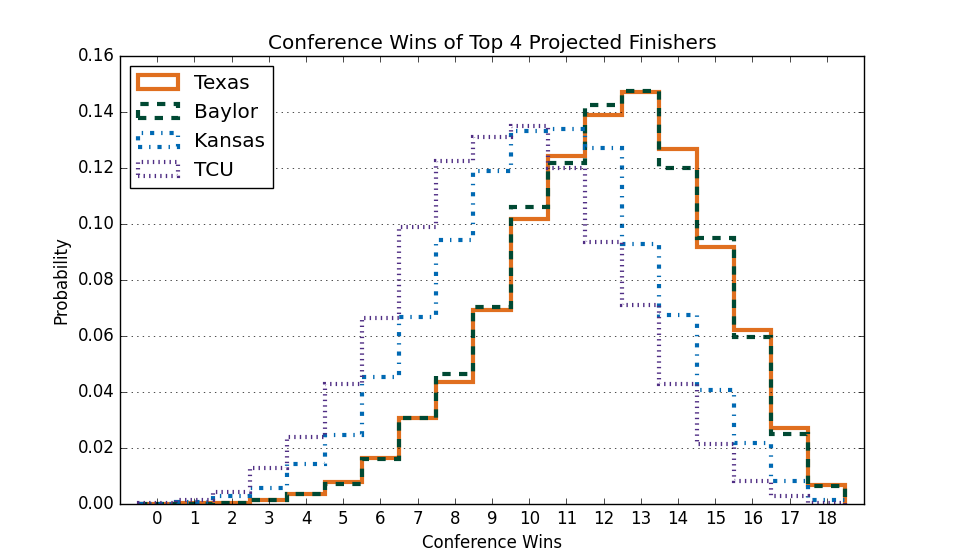 Conference Wins of Top 4 Projected Finishers
0.16
0.14
0.12
0.10
0.08
0.06
0.04
0.02
0.00
Probability
Texas
Baylor
Kansas
TCU
0 1 2 3 4 5 6 7 8 9 10 11 12 13 14 15 16 17 18
Conference Wins